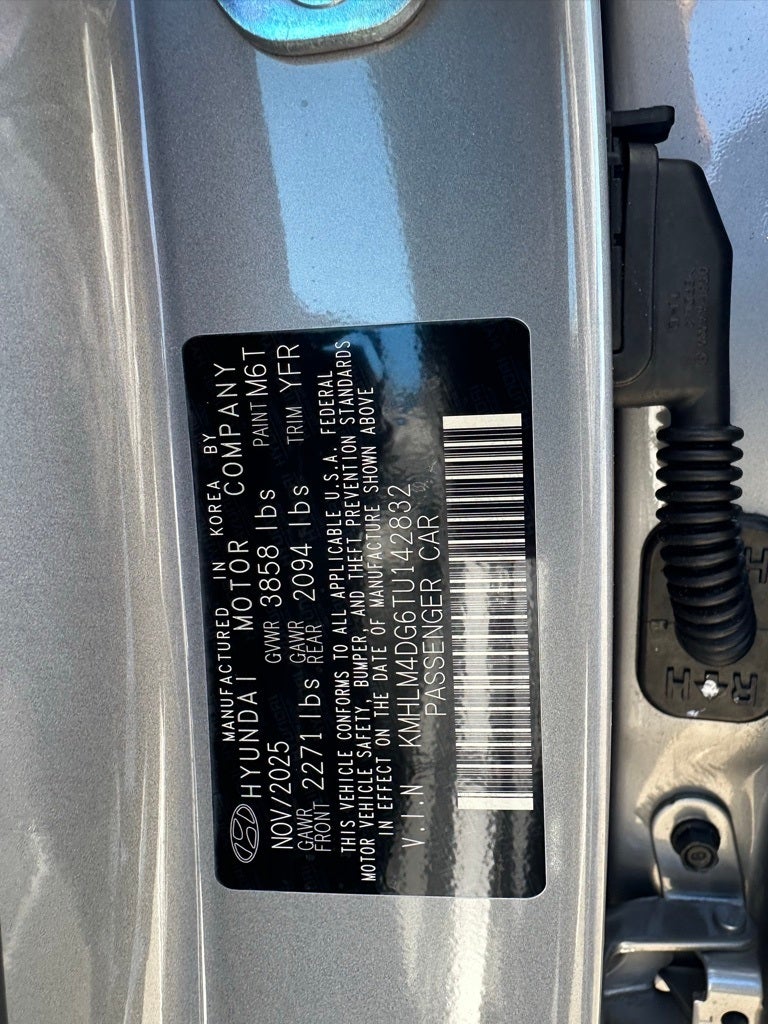 MANUFACTURED IN KOREA BY
HYUNDAI MOTOR COMPANY
NOV/2025 GVWR 3858 lbs PAINT M6T
GAWR FRONT 2271 lbs GAWR REAR 2094 lbs TRIM YFR
THIS VEHICLE CONFORMS TO ALL APPLICABLE U.S.A. FEDERAL
MOTOR VEHICLE SAFETY, BUMPER, AND THEFT PREVENTION STANDARDS
IN EFFECT ON THE DATE OF MANUFACTURE SHOWN ABOVE
V.I.N KMHLM4DG6TU142832
PASSENGER CAR
R+H